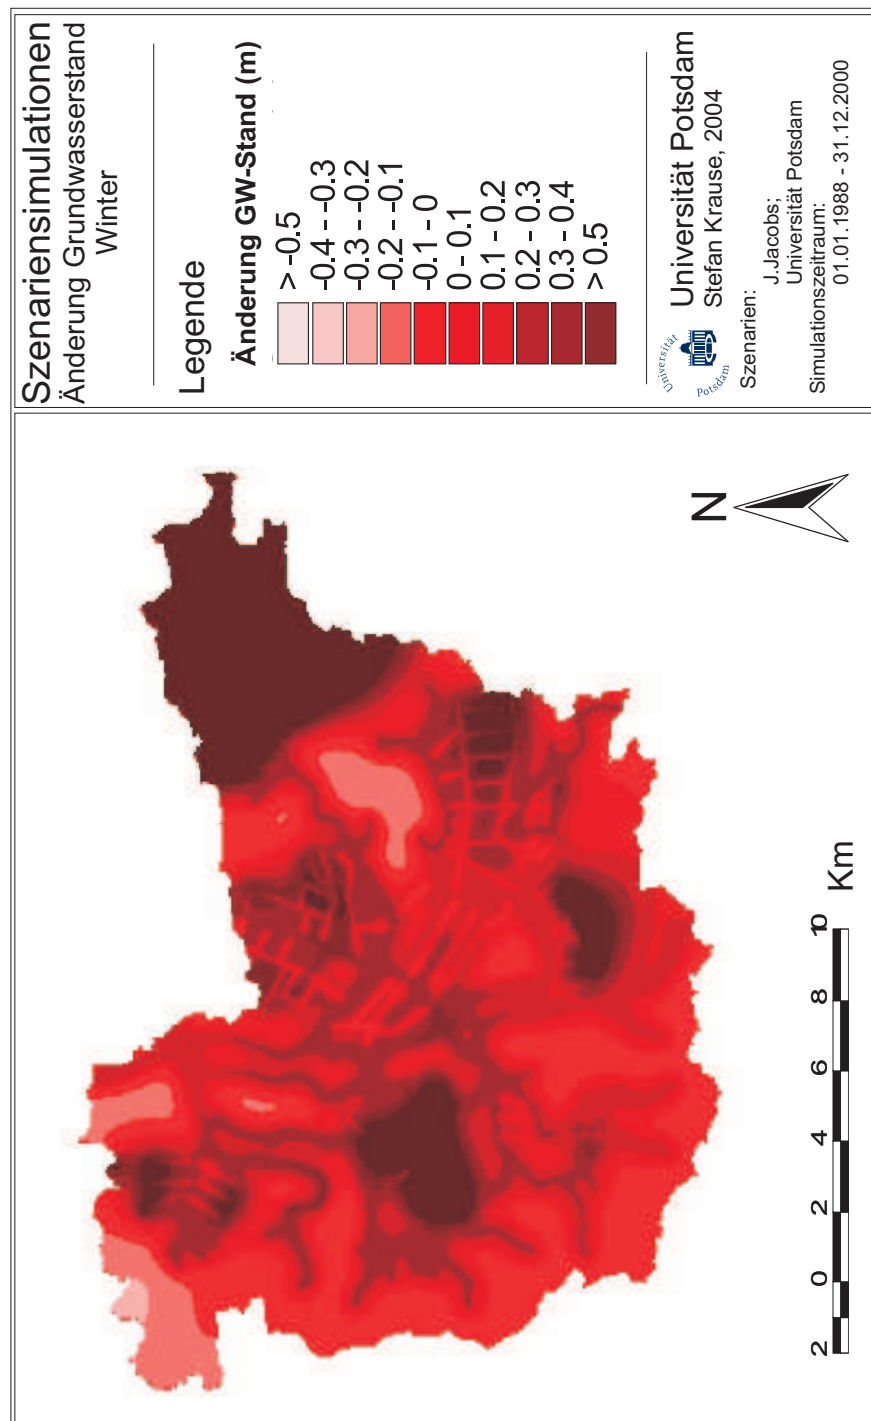 Szenariensimulationen
Änderung Grundwasserstand
Winter
Legende
Änderung GW-Stand (m)
> -0.5
-0.4 - -0.3
-0.3 - -0.2
-0.2 - -0.1
-0.1 - 0
0 - 0.1
0.1 - 0.2
0.2 - 0.3
0.3 - 0.4
> 0.5
Universität
Potsdam
Universität Potsdam
Stefan Krause, 2004
Szenarien:
J.Jacobs;
Universität Potsdam
Simulationszeitraum:
01.01.1988 - 31.12.2000
N
2 0 2 4 6 8 10
Km